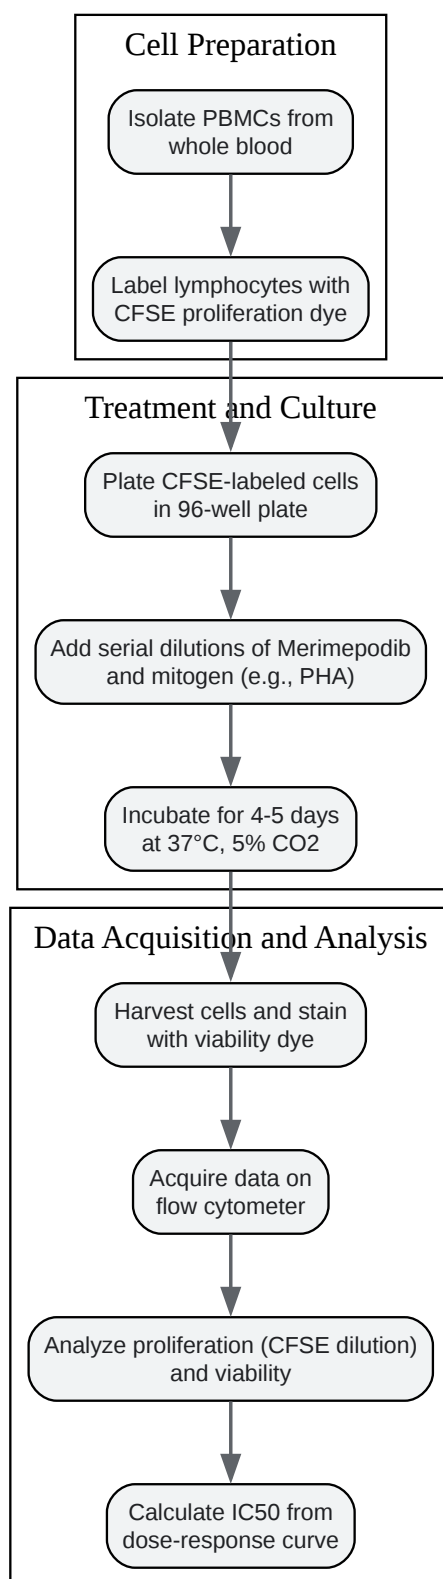 Cell Preparation
Isolate PBMCs from
whole blood
Label lymphocytes with
CFSE proliferation dye
Treatment and Culture
Plate CFSE-labeled cells
in 96-well plate
Add serial dilutions of Merimepodib
and mitogen (e.g., PHA)
Incubate for 4-5 days
at 37°C, 5% CO2
Data Acquisition and Analysis
Harvest cells and stain
with viability dye
Acquire data on
flow cytometer
Analyze proliferation (CFSE dilution)
and viability
Calculate IC50 from
dose-response curve